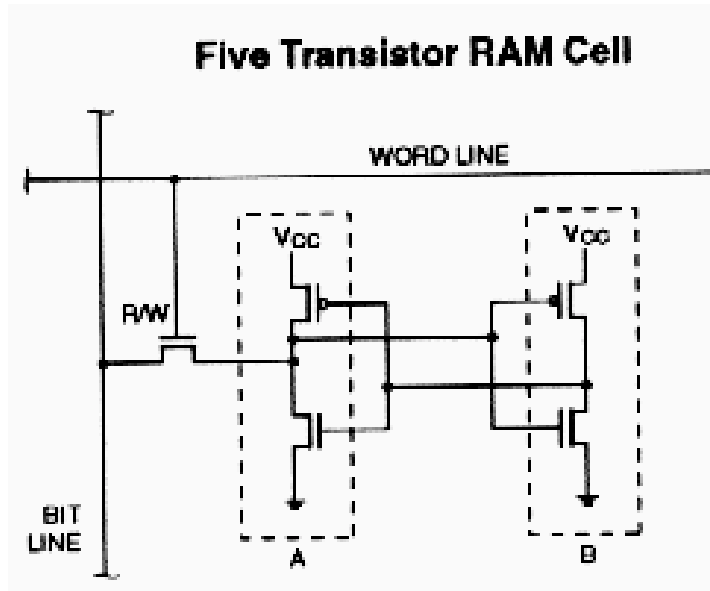 Five Transistor RAM Cell
WORD LINE
VCC
VCC
R/W
BIT
LINE
A
B